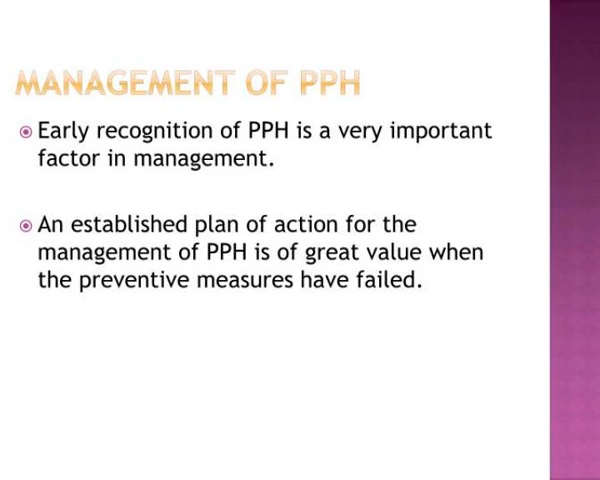 MANAGEMENT OF PPH
Early recognition of PPH is a very important
factor in management.
An established plan of action for the
management of PPH is of great value when
the preventive measures have failed.